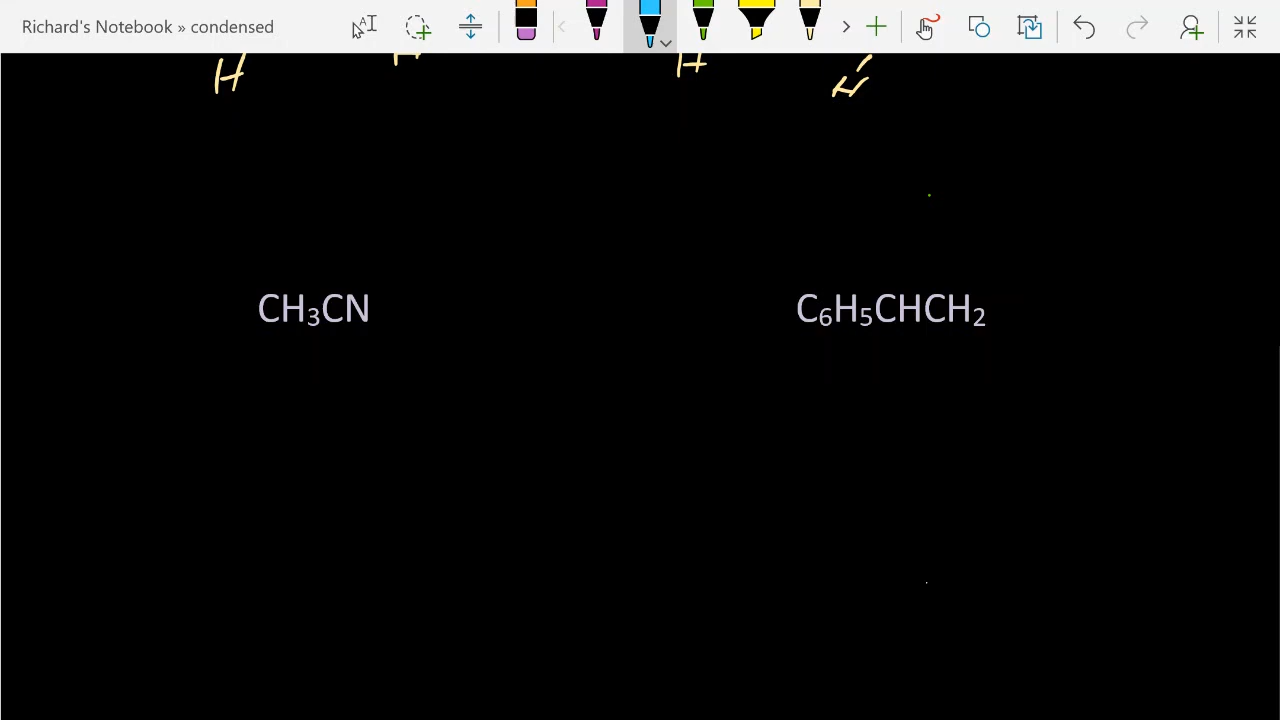 Richard's Notebook » condensed
H H H H
CH₃CN
C₆H₅CHCH₂